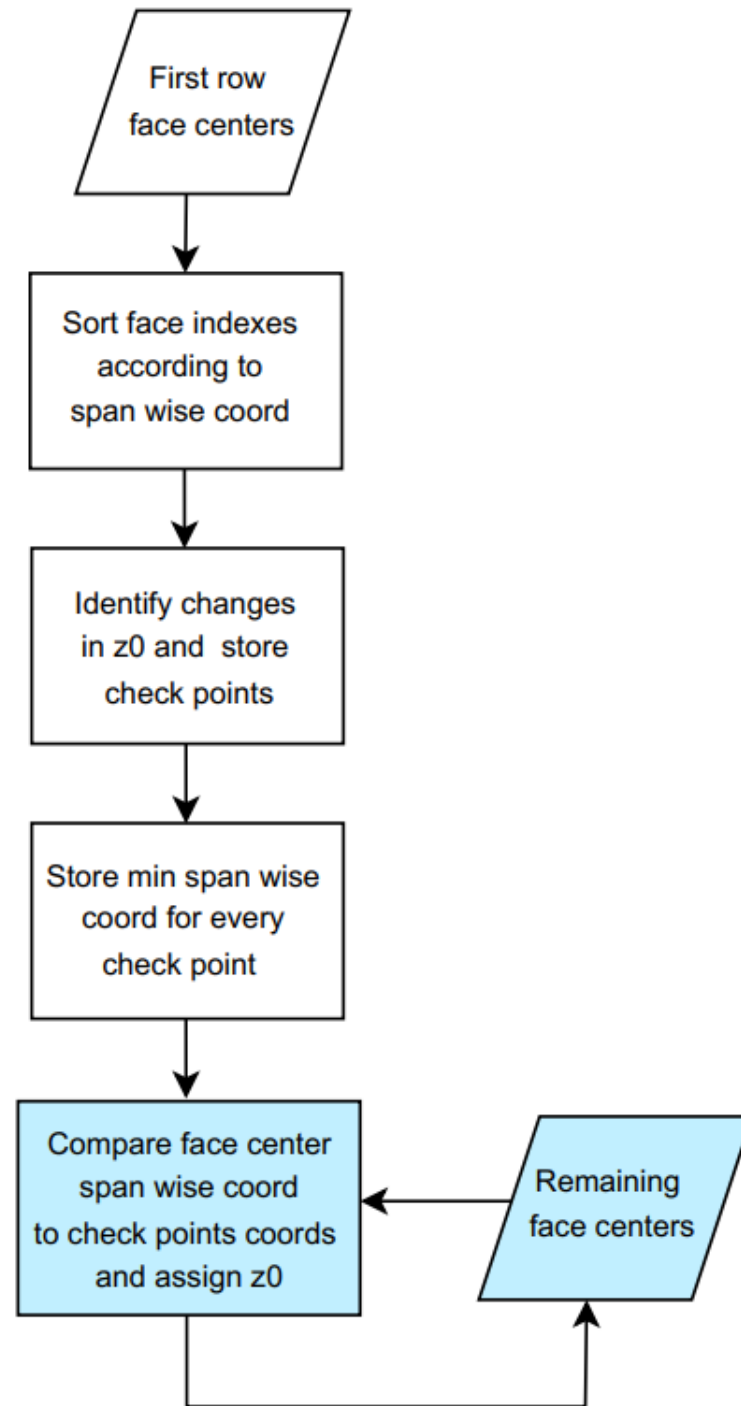 First row
face centers
Sort face indexes
according to
span wise coord
Identify changes
in z0 and store
check points
Store min span wise
coord for every
check point
Compare face center
span wise coord
to check points coords
and assign z0
Remaining
face centers